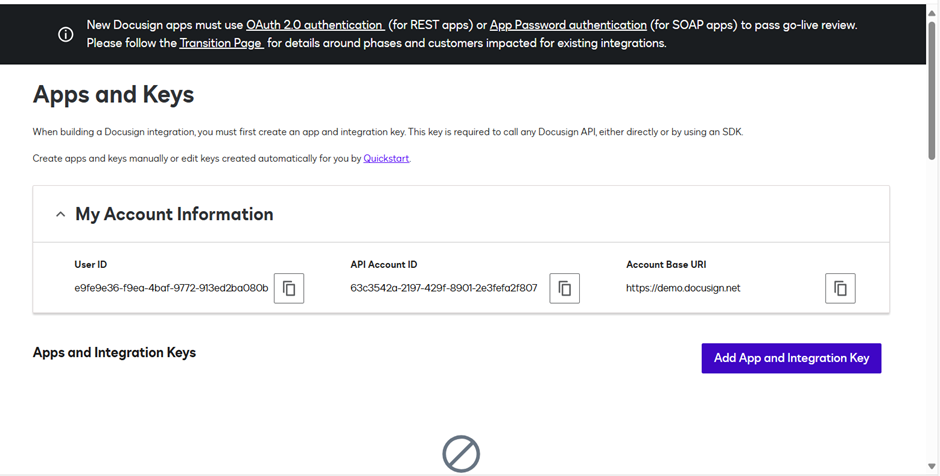 New Docusign apps must use OAuth 2.0 authentication (for REST apps) or App Password authentication (for SOAP apps) to pass go-live review.
Please follow the Transition Page for details around phases and customers impacted for existing integrations.
Apps and Keys
When building a Docusign integration, you must first create an app and integration key. This key is required to call any Docusign API, either directly or by using an SDK.
Create apps and keys manually or edit keys created automatically for you by Quickstart.
My Account Information
User ID API Account ID Account Base URI
e9fe9e36-f9ea-4baf-9772-913ed2ba080b 63c3542a-2197-429f-8901-2e3fefa2f807 https://demo.docusign.net
Apps and Integration Keys Add App and Integration Key